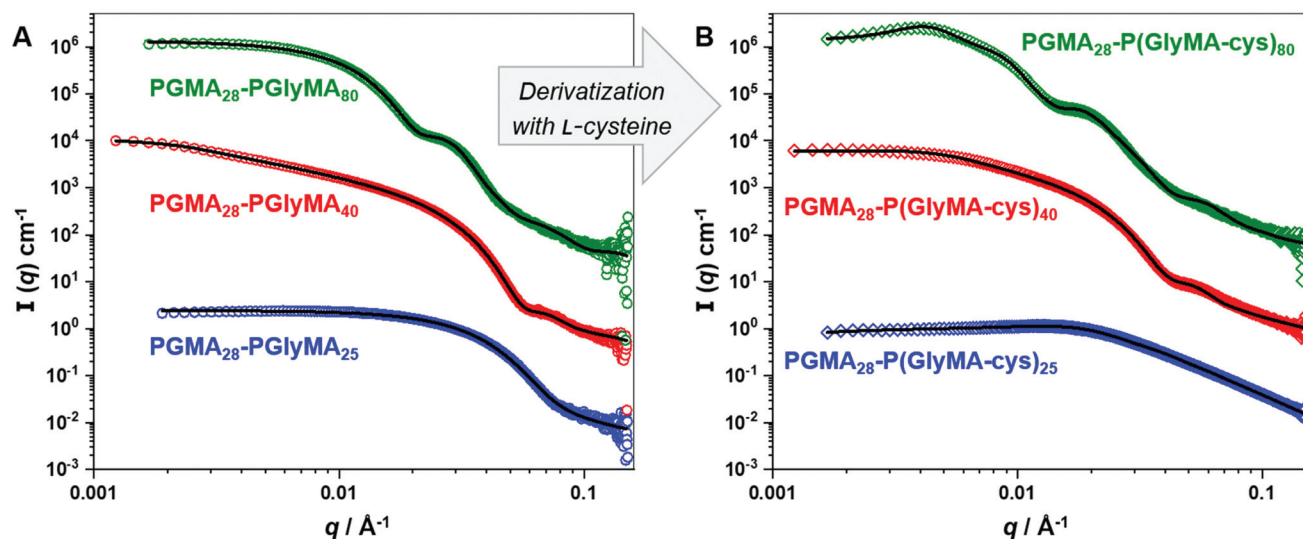 A
10⁶
10⁵
10⁴
10³
10²
10¹
10⁰
10⁻¹
10⁻²
10⁻³
I (q) cm⁻¹
PGMA₂₈-PGlyMA₈₀
PGMA₂₈-PGlyMA₄₀
PGMA₂₈-PGlyMA₂₅
0.001
0.01
0.1
q / Å⁻¹
Derivatization
with L-cysteine
B
10⁶
10⁵
10⁴
10³
10²
10¹
10⁰
10⁻¹
10⁻²
10⁻³
I (q) cm⁻¹
PGMA₂₈-P(GlyMA-cys)₈₀
PGMA₂₈-P(GlyMA-cys)₄₀
PGMA₂₈-P(GlyMA-cys)₂₅
0.001
0.01
0.1
q / Å⁻¹